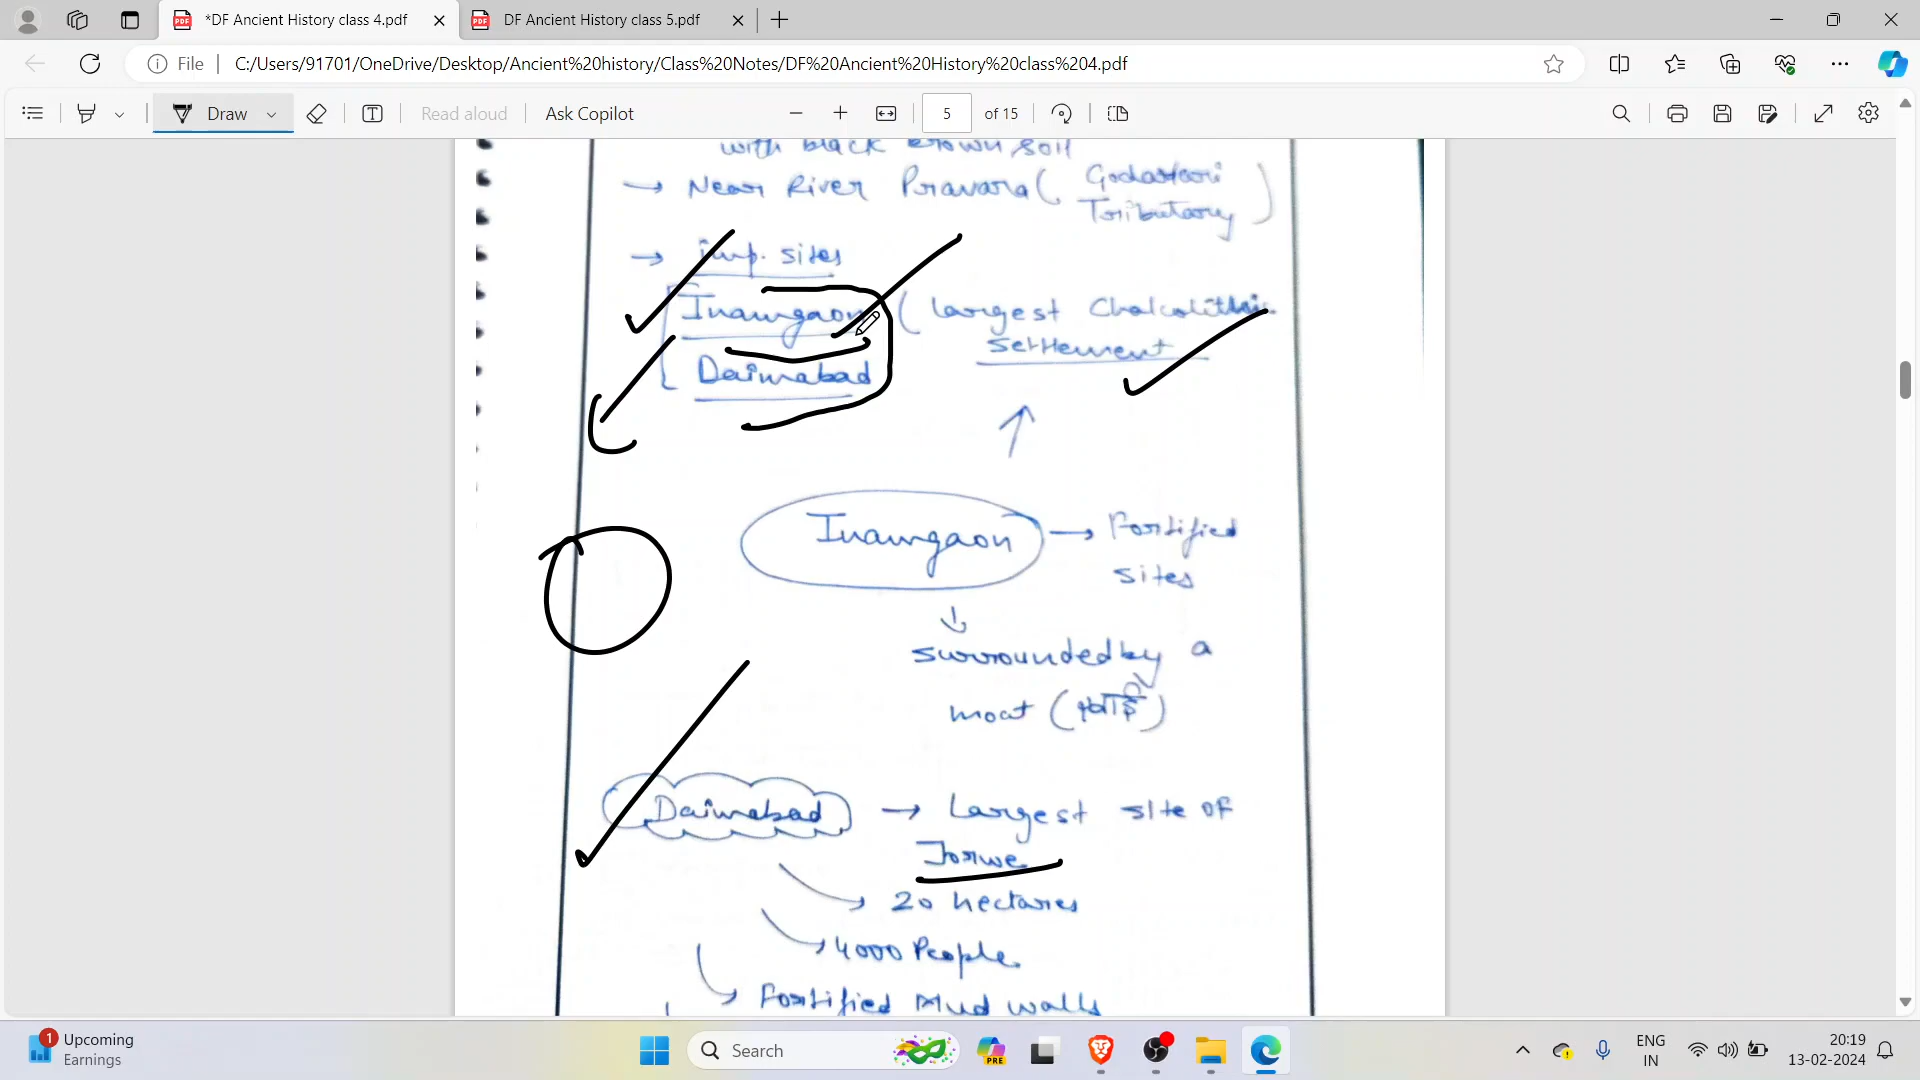 *DF Ancient History class 4.pdf
DF Ancient History class 5.pdf
File
C:/Users/91701/OneDrive/Desktop/Ancient%20history/Class%20Notes/DF%20Ancient%20History%20class%204.pdf
Draw
Read aloud
Ask Copilot
5 of 15
with black brown soil
→ Near River Pravara ( Godavari Tributary )
→ imp. sites
Inamgaon ( largest Chalcolithic
settlement
Daimabad
Inamgaon → Fortified
sites
surrounded by a
moat (खाई)
Daimabad → Largest site of
Jorwe
20 hectares
4000 People
Fortified Mud walls
1
Upcoming
Earnings
Search
PRE
ENG
IN
20:19
13-02-2024